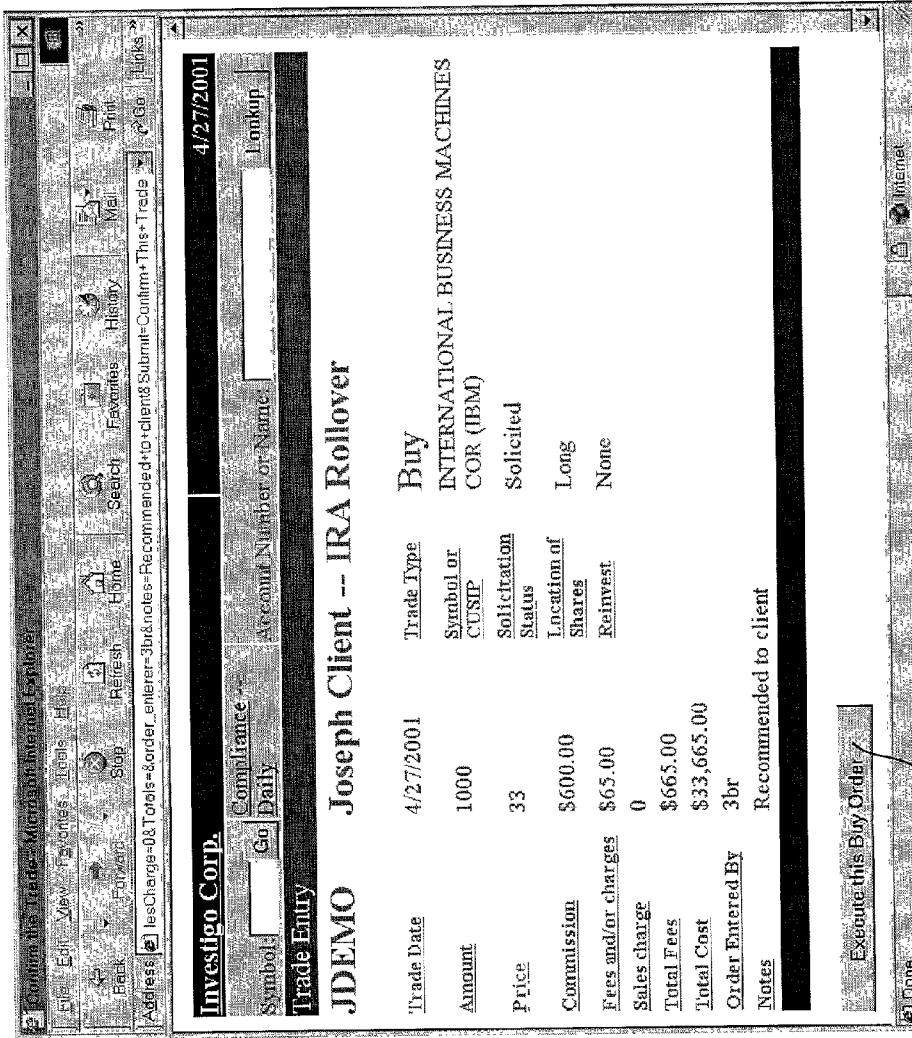 Confirm the Trade - Microsoft Internet Explorer
File Edit View Favorites Tools Help
Back Forward Stop Refresh Home Search Favorites History Mail Print
Address lesCharge=0&Totals=&order_enterer=3br&notes=Recommended+to+client&Submit=Confirm+This+Trade Go Links »
Investigo Corp. 4/27/2001
Symbol: Go Compliance -- Daily Account Number or Name: Lookup
Trade Entry
JDEMO Joseph Client -- IRA Rollover
Trade Date 4/27/2001 Trade Type Buy
Amount 1000 Symbol or CUSIP INTERNATIONAL BUSINESS MACHINES COR (IBM)
Price 33 Solicitation Status Solicited
Commission $600.00 Location of Shares Long
Fees and/or charges $65.00 Reinvest None
Sales charge 0
Total Fees $665.00
Total Cost $33,665.00
Order Entered By 3br
Notes Recommended to client
Execute this Buy Order
Done Internet